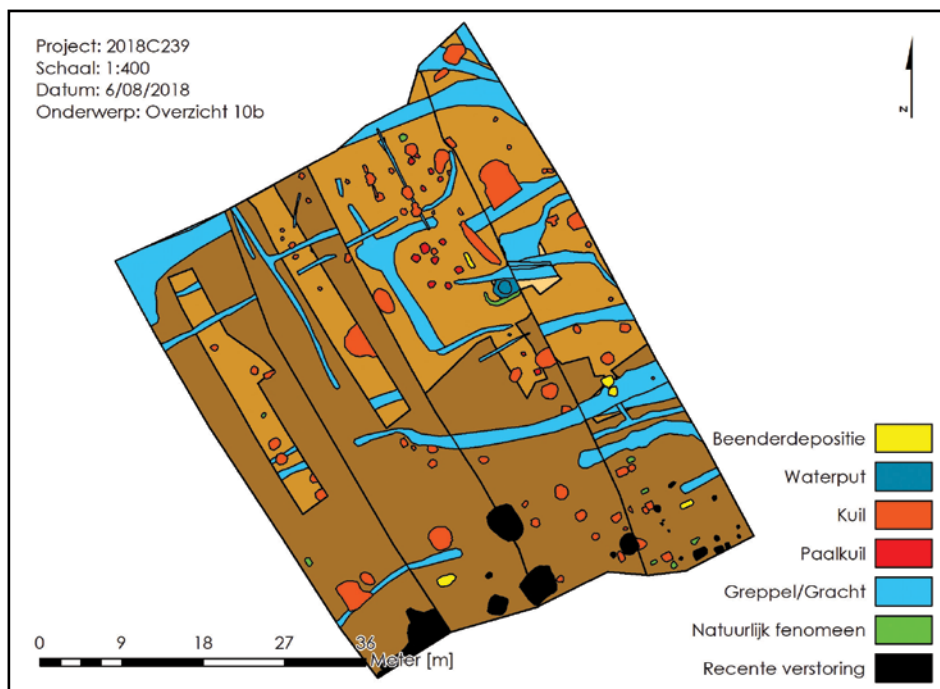 Project: 2018C239
Schaal: 1:400
Datum: 6/08/2018
Onderwerp: Overzicht 10b
N
Beenderdepositie
Waterput
Kuil
Paalkuil
Greppel/Gracht
Natuurlijk fenomeen
Recente verstoring
0 9 18 27 36
Meter [m]